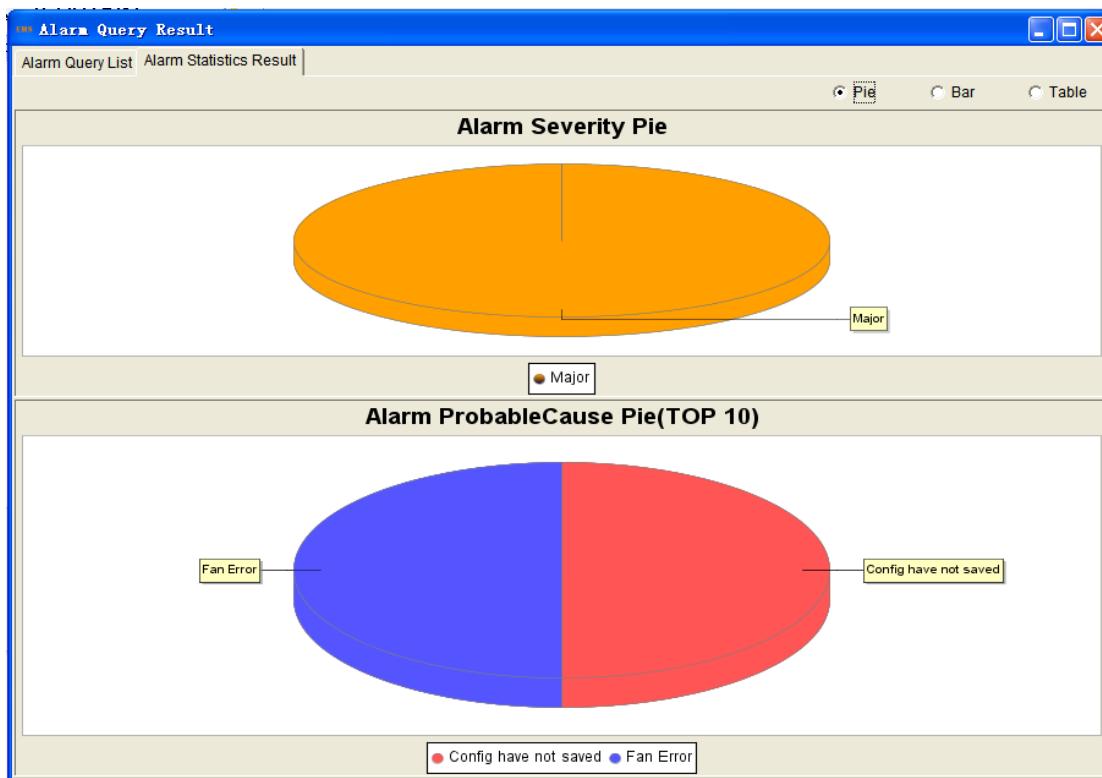 EMS Alarm Query Result
Alarm Query List Alarm Statistics Result
Pie Bar Table
Alarm Severity Pie
Major
Major
Alarm ProbableCause Pie(TOP 10)
Fan Error Config have not saved
Config have not saved Fan Error